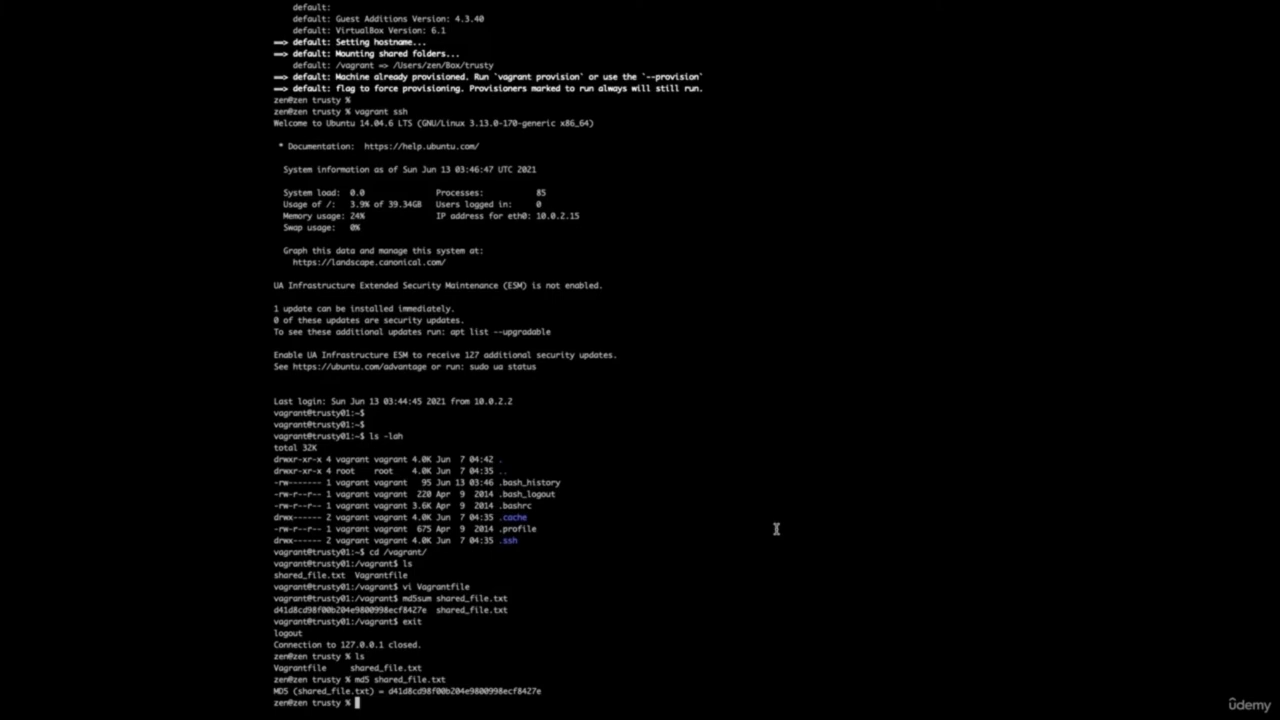 default:
default: Guest Additions Version: 4.3.40
default: VirtualBox Version: 6.1
==> default: Setting hostname...
==> default: Mounting shared folders...
default: /vagrant => /Users/zen/Box/trusty
==> default: Machine already provisioned. Run `vagrant provision` or use the `--provision`
==> default: flag to force provisioning. Provisioners marked to run always will still run.
zen@zen trusty %
zen@zen trusty % vagrant ssh
Welcome to Ubuntu 14.04.6 LTS (GNU/Linux 3.13.0-170-generic x86_64)
* Documentation:  https://help.ubuntu.com/
System information as of Sun Jun 13 03:46:47 UTC 2021
System load:  0.0    Processes:    85
Usage of /:   3.9% of 39.34GB   Users logged in:   0
Memory usage: 24%    IP address for eth0: 10.0.2.15
Swap usage:   0%
Graph this data and manage this system at:
https://landscape.canonical.com/
UA Infrastructure Extended Security Maintenance (ESM) is not enabled.
1 update can be installed immediately.
0 of these updates are security updates.
To see these additional updates run: apt list --upgradable
Enable UA Infrastructure ESM to receive 127 additional security updates.
See https://ubuntu.com/advantage or run: sudo ua status
Last login: Sun Jun 13 03:44:45 2021 from 10.0.2.2
vagrant@trusty01:~$
vagrant@trusty01:~$
vagrant@trusty01:~$ ls -lah
total 32K
drwxr-xr-x 4 vagrant vagrant 4.0K Jun  7 04:42 .
drwxr-xr-x 4 root    root    4.0K Jun  7 04:35 ..
-rw------- 1 vagrant vagrant   95 Jun 13 03:46 .bash_history
-rw-r--r-- 1 vagrant vagrant  220 Apr  9  2014 .bash_logout
-rw-r--r-- 1 vagrant vagrant 3.6K Apr  9  2014 .bashrc
drwx------ 2 vagrant vagrant 4.0K Jun  7 04:35 .cache
-rw-r--r-- 1 vagrant vagrant  675 Apr  9  2014 .profile
drwx------ 2 vagrant vagrant 4.0K Jun  7 04:35 .ssh
vagrant@trusty01:~$ cd /vagrant/
vagrant@trusty01:/vagrant$ ls
shared_file.txt  Vagrantfile
vagrant@trusty01:/vagrant$ vi Vagrantfile
vagrant@trusty01:/vagrant$ md5sum shared_file.txt
d41d8cd98f00b204e9800998ecf8427e  shared_file.txt
vagrant@trusty01:/vagrant$ exit
logout
Connection to 127.0.0.1 closed.
zen@zen trusty % ls
Vagrantfile     shared_file.txt
zen@zen trusty % md5 shared_file.txt
MD5 (shared_file.txt) = d41d8cd98f00b204e9800998ecf8427e
zen@zen trusty %
ûdemy